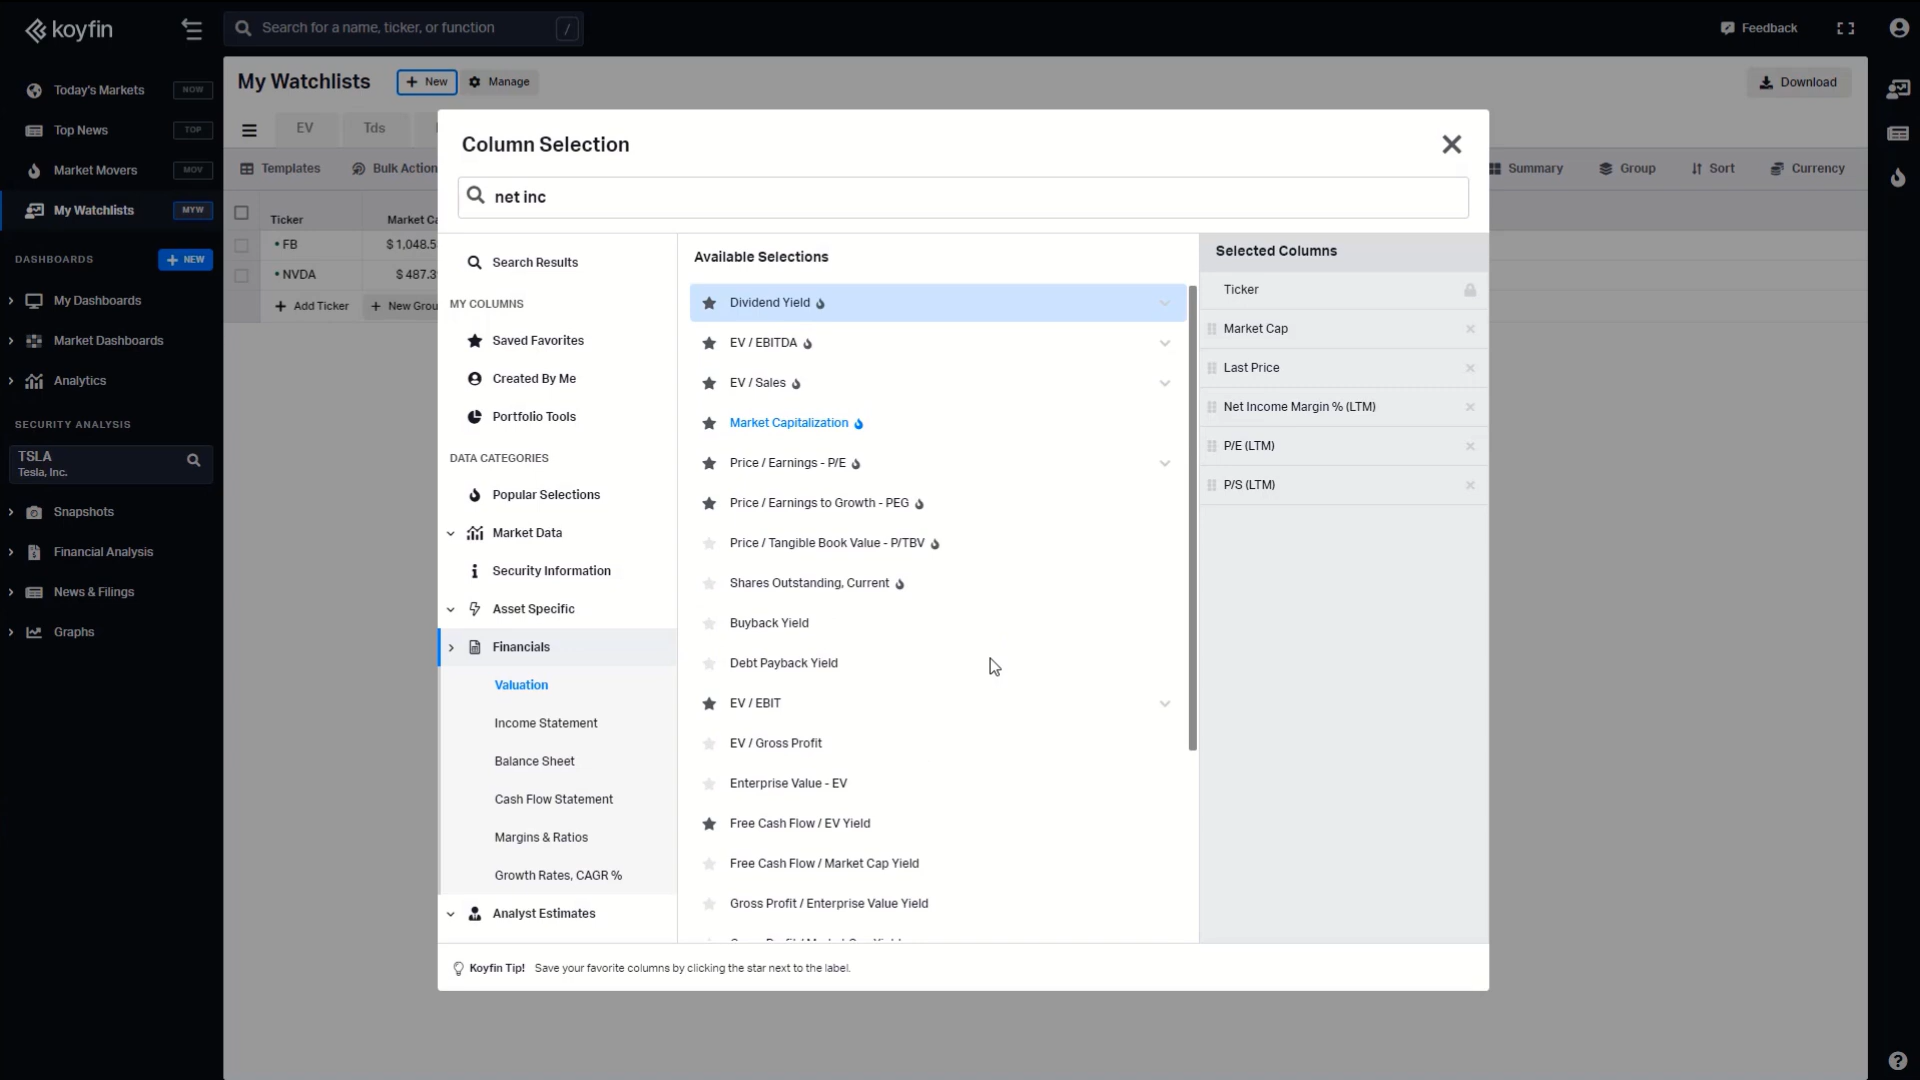 koyfin
Search for a name, ticker, or function
/
Feedback
Today's Markets NOW
Top News TOP
Market Movers MOV
My Watchlists MYW
DASHBOARDS + NEW
My Dashboards
Market Dashboards
Analytics
SECURITY ANALYSIS
TSLA
Tesla, Inc.
Snapshots
Financial Analysis
News & Filings
Graphs
My Watchlists + New Manage
Download
EV Tds
Templates Bulk Action
Summary Group Sort Currency
Ticker Market Ca
FB $ 1,048.5
NVDA $ 487.3
+ Add Ticker + New Grou
Column Selection
net inc
Search Results
MY COLUMNS
Saved Favorites
Created By Me
Portfolio Tools
DATA CATEGORIES
Popular Selections
Market Data
Security Information
Asset Specific
Financials
Valuation
Income Statement
Balance Sheet
Cash Flow Statement
Margins & Ratios
Growth Rates, CAGR %
Analyst Estimates
Available Selections
Dividend Yield
EV / EBITDA
EV / Sales
Market Capitalization
Price / Earnings - P/E
Price / Earnings to Growth - PEG
Price / Tangible Book Value - P/TBV
Shares Outstanding, Current
Buyback Yield
Debt Payback Yield
EV / EBIT
EV / Gross Profit
Enterprise Value - EV
Free Cash Flow / EV Yield
Free Cash Flow / Market Cap Yield
Gross Profit / Enterprise Value Yield
Selected Columns
Ticker
Market Cap
Last Price
Net Income Margin % (LTM)
P/E (LTM)
P/S (LTM)
Koyfin Tip! Save your favorite columns by clicking the star next to the label.